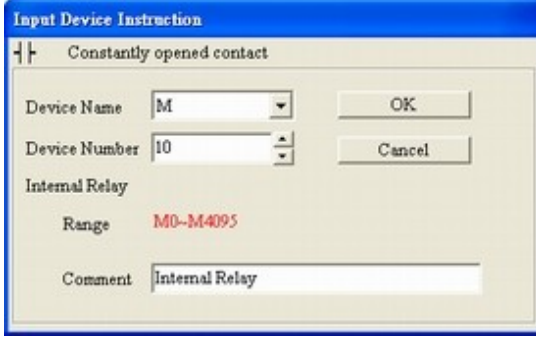 Input Device Instruction
Constantly opened contact
Device Name M OK
Device Number 10 Cancel
Internal Relay
Range M0~M4095
Comment Internal Relay